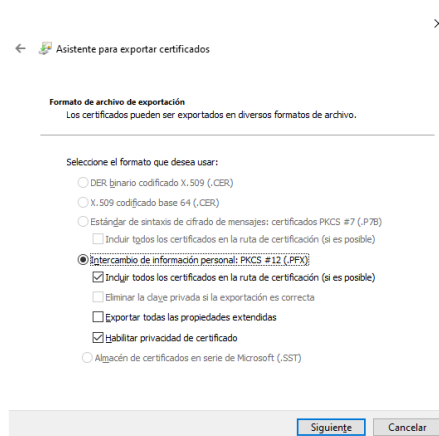 Asistente para exportar certificados
Formato de archivo de exportación
Los certificados pueden ser exportados en diversos formatos de archivo.
Seleccione el formato que desea usar:
DER binario codificado X.509 (.CER)
X.509 codificado base 64 (.CER)
Estándar de sintaxis de cifrado de mensajes: certificados PKCS #7 (.P7B)
Incluir todos los certificados en la ruta de certificación (si es posible)
Intercambio de información personal: PKCS #12 (.PFX)
Incluir todos los certificados en la ruta de certificación (si es posible)
Eliminar la clave privada si la exportación es correcta
Exportar todas las propiedades extendidas
Habilitar privacidad de certificado
Almacén de certificados en serie de Microsoft (.SST)
Siguiente Cancelar